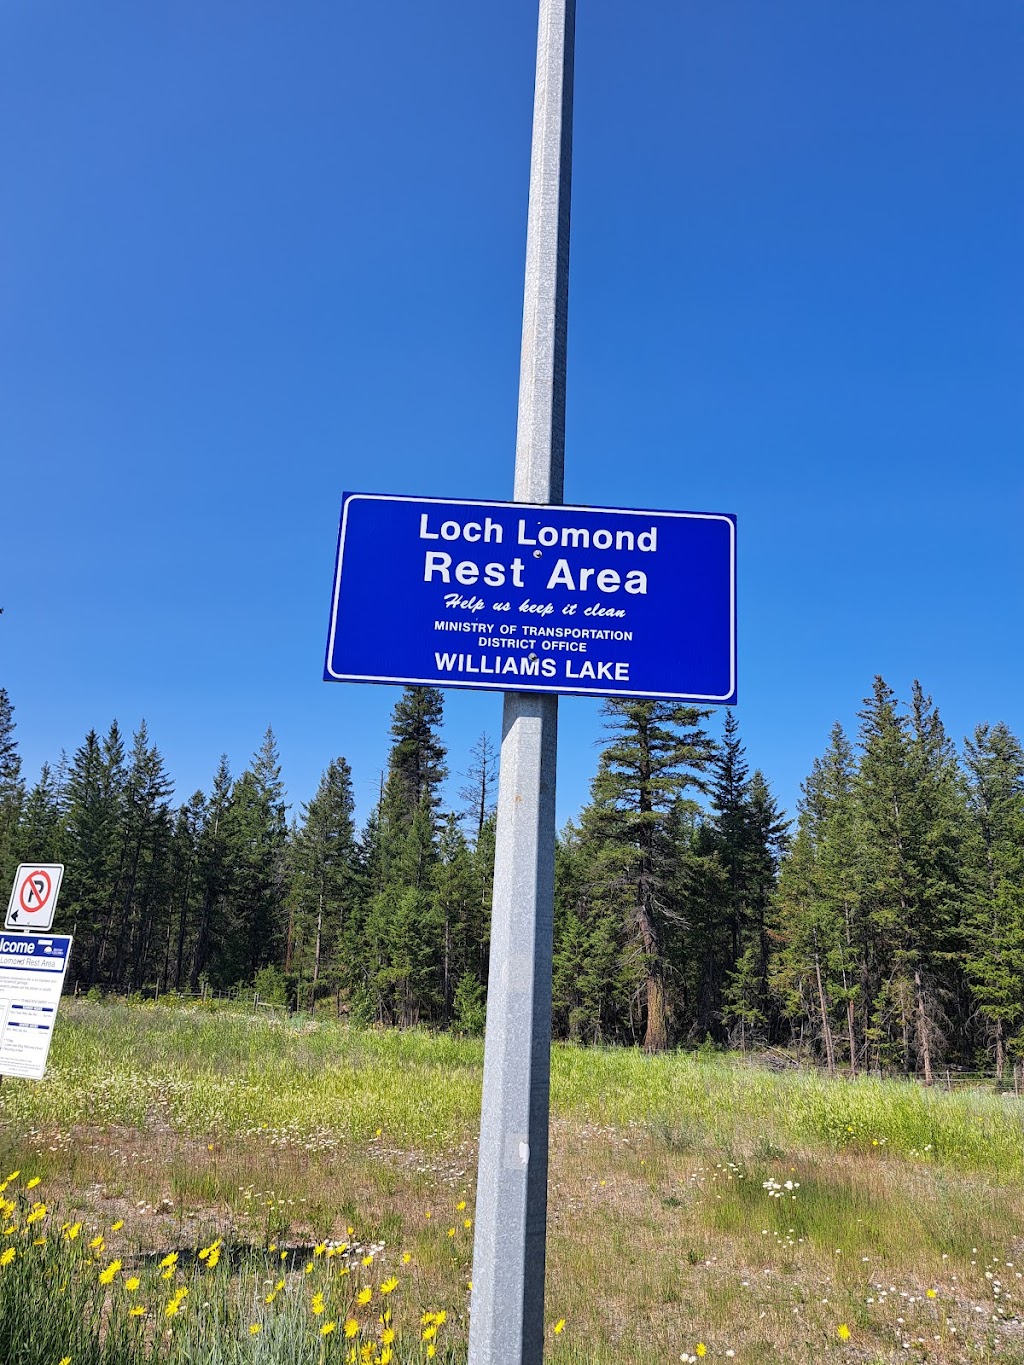 Loch Lomond
Rest Area
Help us keep it clean
MINISTRY OF TRANSPORTATION
DISTRICT OFFICE
WILLIAMS LAKE
P
lcome
Lomond Rest Area